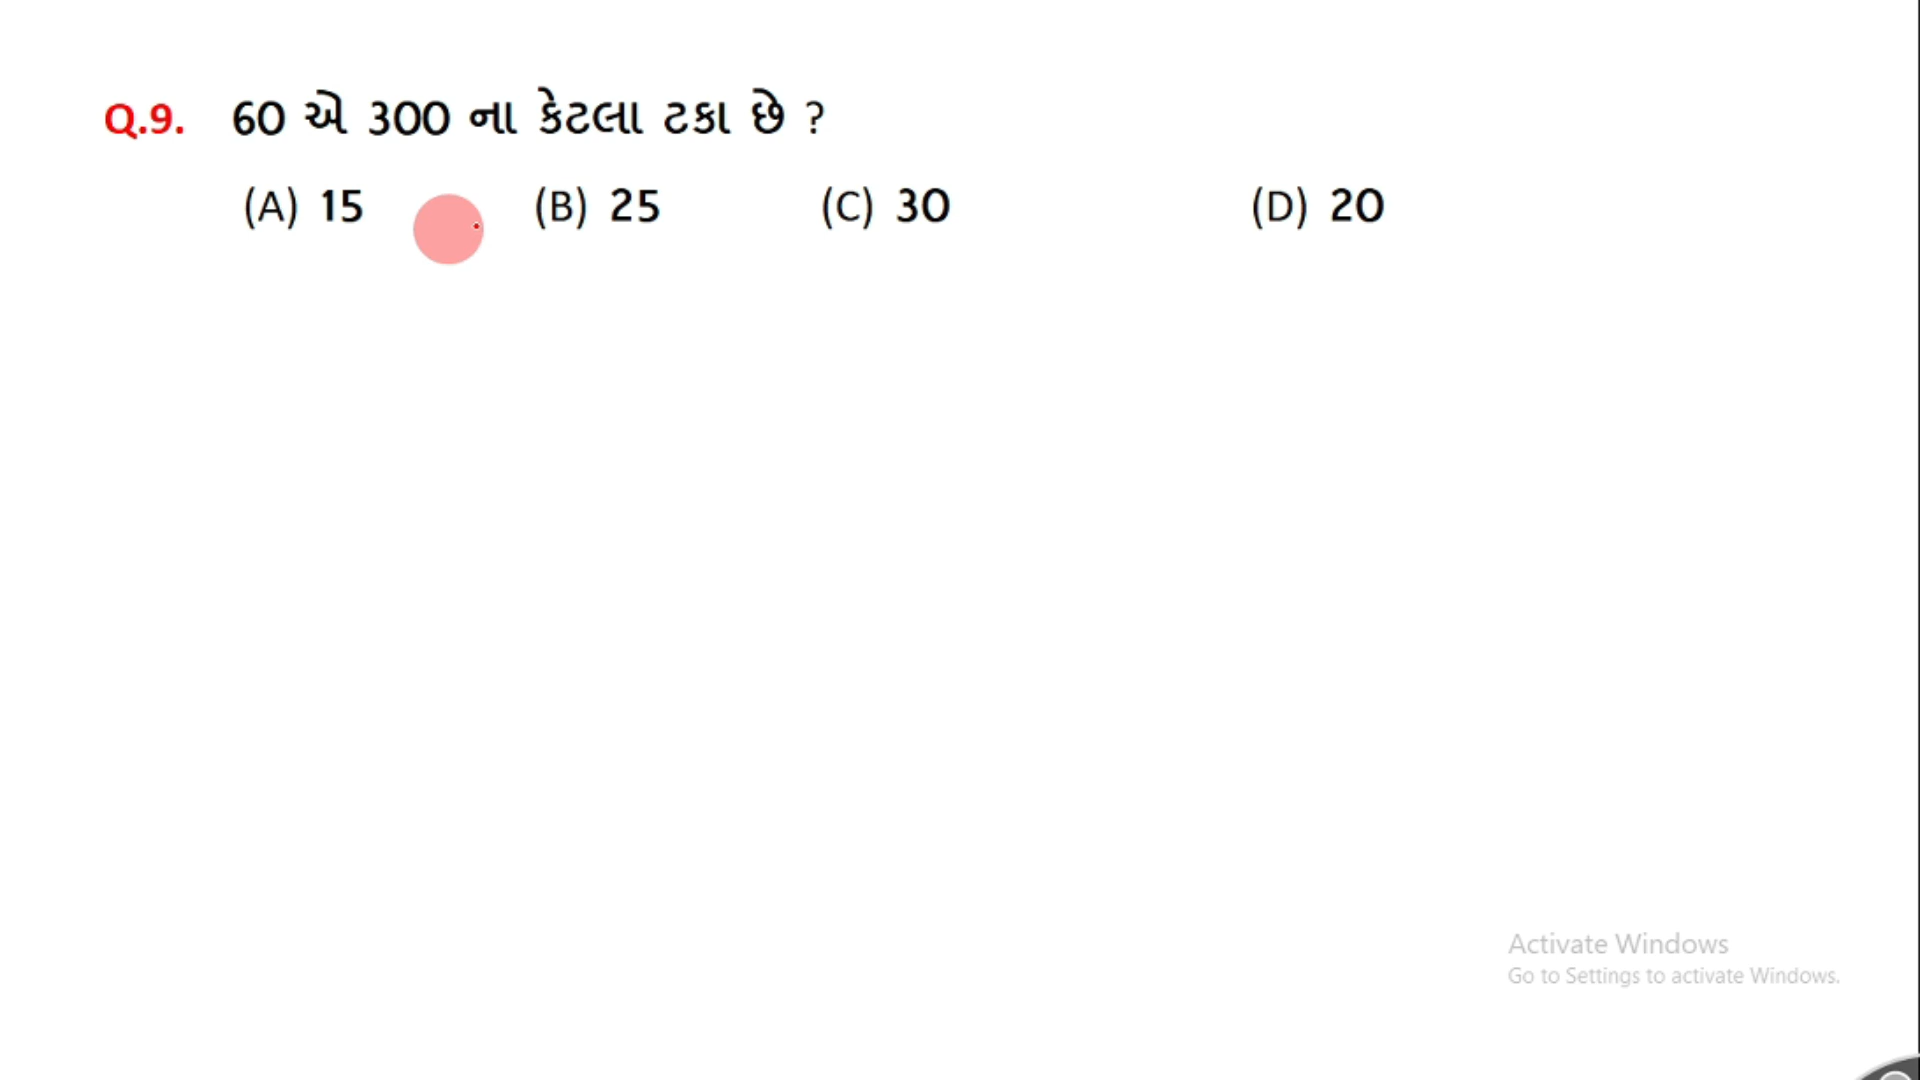 Q.9. 60 એ 300 ના કેટલા ટકા છે ?
(A) 15 (B) 25 (C) 30 (D) 20
Activate Windows
Go to Settings to activate Windows.